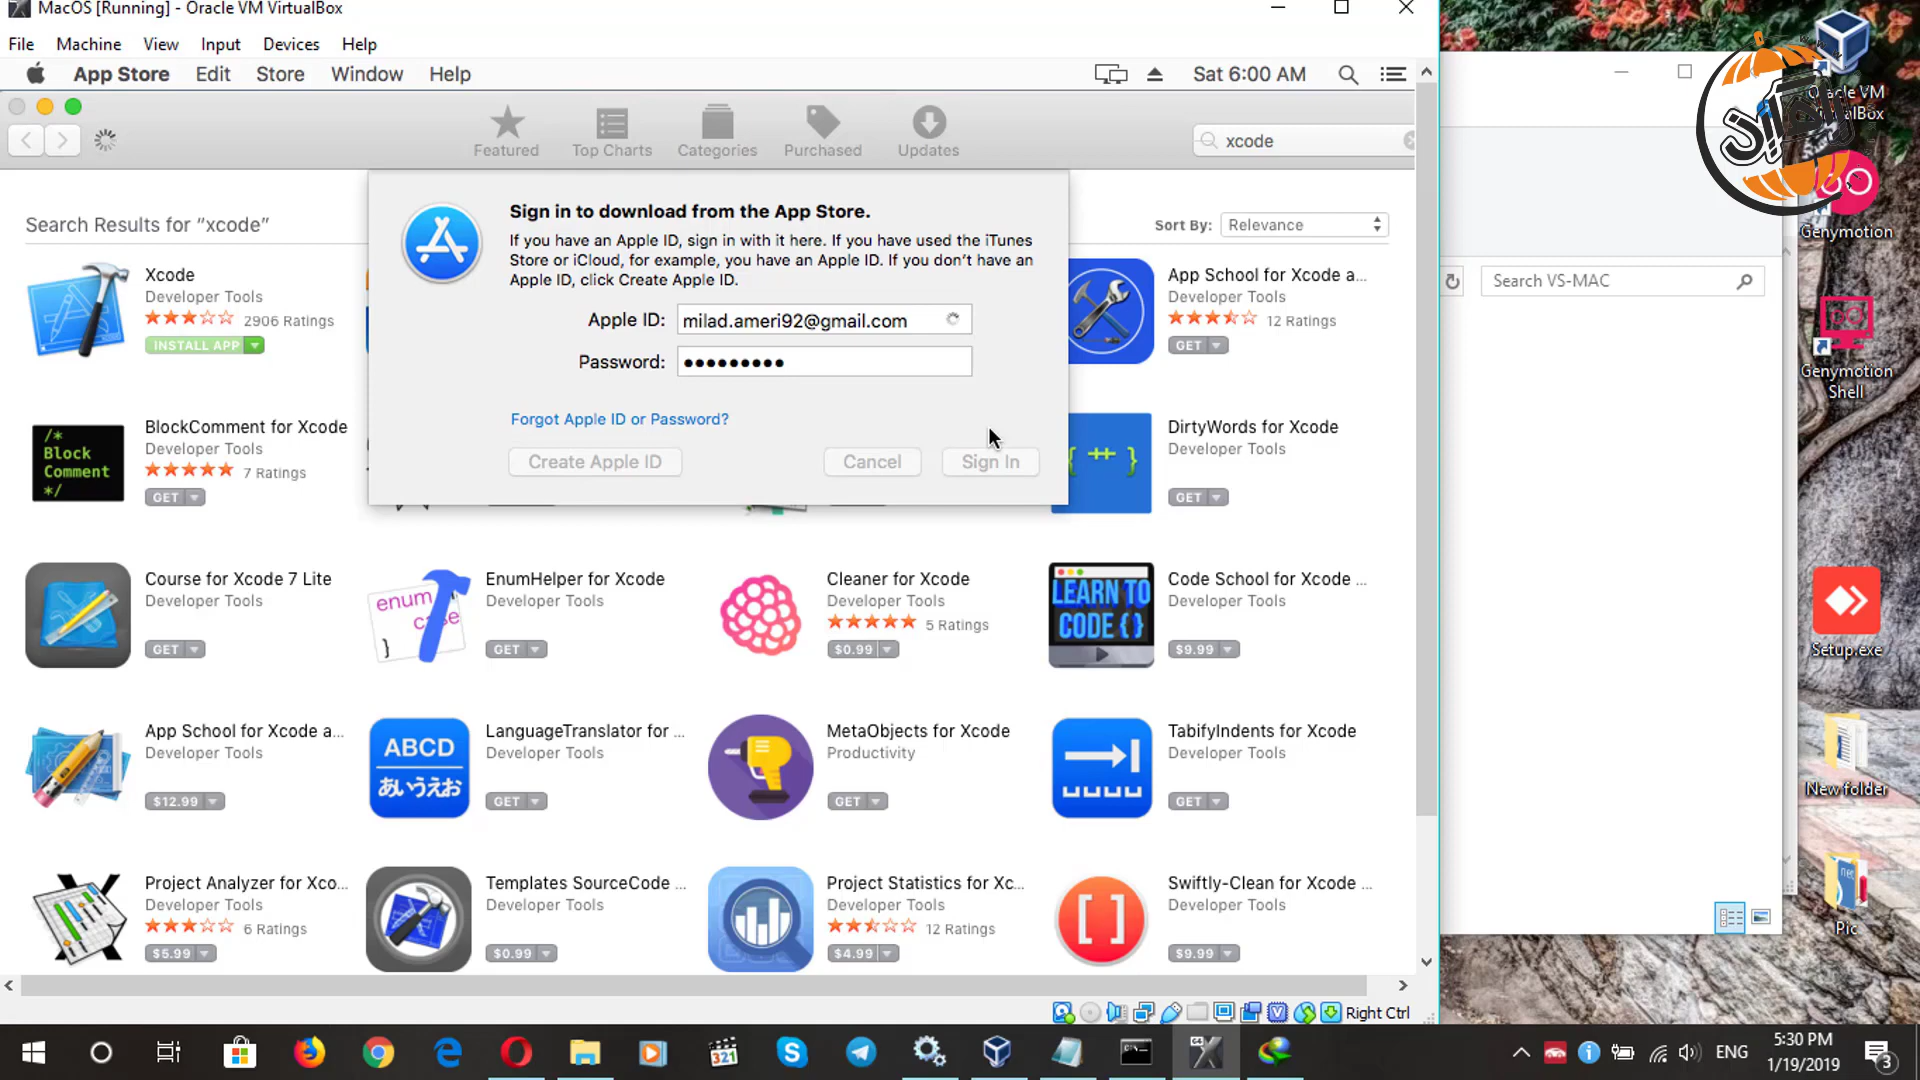 MacOS [Running] - Oracle VM VirtualBox
File Machine View Input Devices Help
App Store Edit Store Window Help
Sat 6:00 AM
Featured Top Charts Categories Purchased Updates
xcode
Search Results for “xcode”
Sort By: Relevance
Sign in to download from the App Store.
If you have an Apple ID, sign in with it here. If you have used the iTunes
Store or iCloud, for example, you have an Apple ID. If you don’t have an
Apple ID, click Create Apple ID.
Apple ID: milad.ameri92@gmail.com
Password: •••••••••
Forgot Apple ID or Password?
Create Apple ID Cancel Sign In
Xcode
Developer Tools
2906 Ratings
INSTALL APP
App School for Xcode a...
Developer Tools
12 Ratings
GET
/*
Block
Comment
*/
BlockComment for Xcode
Developer Tools
7 Ratings
GET
DirtyWords for Xcode
Developer Tools
GET
Course for Xcode 7 Lite
Developer Tools
GET
enum
case
}
EnumHelper for Xcode
Developer Tools
GET
Cleaner for Xcode
Developer Tools
5 Ratings
$0.99
LEARN TO
CODE {}
Code School for Xcode ...
Developer Tools
$9.99
App School for Xcode a...
Developer Tools
$12.99
ABCD
あいうえお
LanguageTranslator for ...
Developer Tools
GET
MetaObjects for Xcode
Productivity
GET
TabifyIndents for Xcode
Developer Tools
GET
Project Analyzer for Xco...
Developer Tools
6 Ratings
$5.99
Templates SourceCode ...
Developer Tools
$0.99
Project Statistics for Xc...
Developer Tools
12 Ratings
$4.99
[ ]
Swiftly-Clean for Xcode ...
Developer Tools
$9.99
Right Ctrl
Search VS-MAC
Oracle VM
VirtualBox
Genymotion
Genymotion
Shell
Setup.exe
New folder
Pic
321
64
ENG
5:30 PM
1/19/2019
3